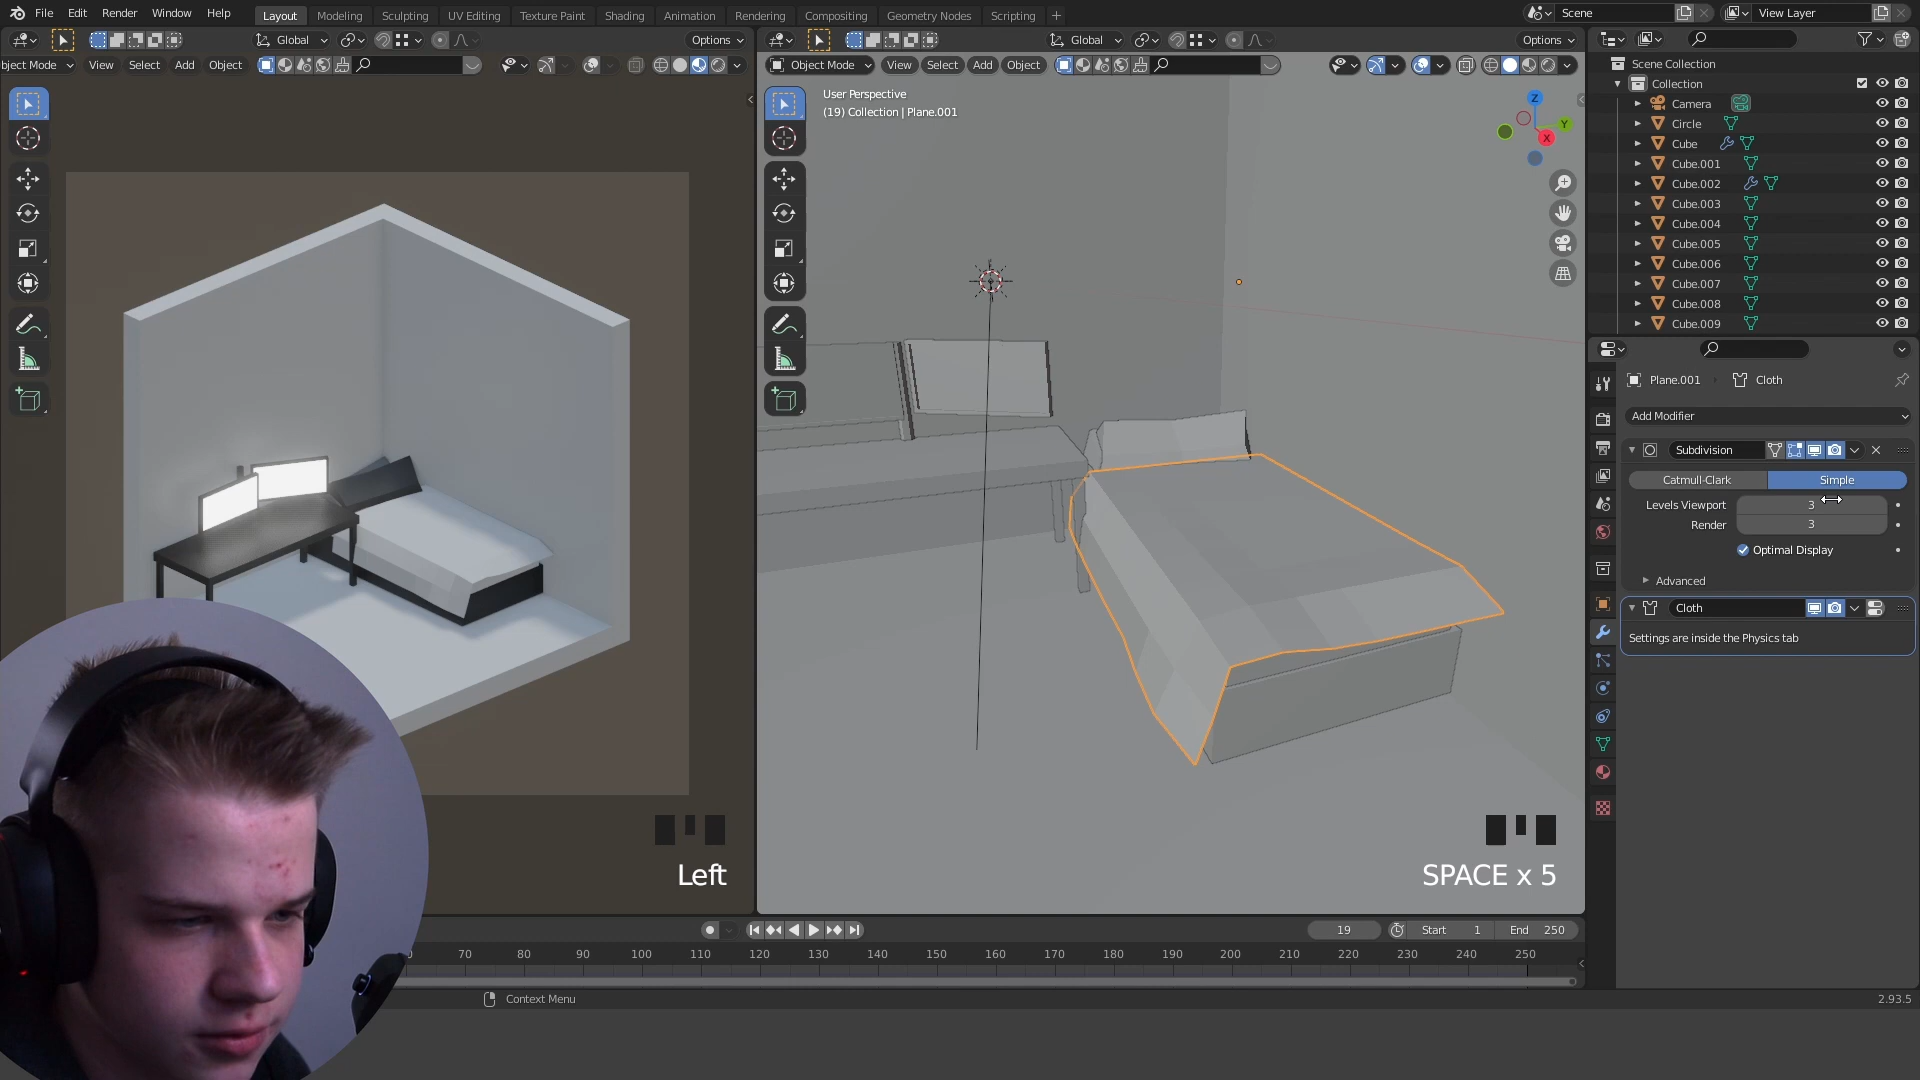 File Edit Render Window Help Layout Modeling Sculpting UV Editing Texture Paint Shading Animation Rendering Compositing Geometry Nodes Scripting + Scene View Layer
Global Options Global Options
bject Mode View Select Add Object Object Mode View Select Add Object
User Perspective
(19) Collection | Plane.001
Z
Y
X
Scene Collection
Collection
Camera
Circle
Cube
Cube.001
Cube.002
Cube.003
Cube.004
Cube.005
Cube.006
Cube.007
Cube.008
Cube.009
Plane.001 Cloth
Add Modifier
Subdivision
Catmull-Clark Simple
Levels Viewport 3
Render 3
Optimal Display
Advanced
Cloth
Settings are inside the Physics tab
Left
SPACE x 5
19 Start 1 End 250
70 80 90 100 110 120 130 140 150 160 170 180 190 200 210 220 230 240 250
Context Menu
2.93.5